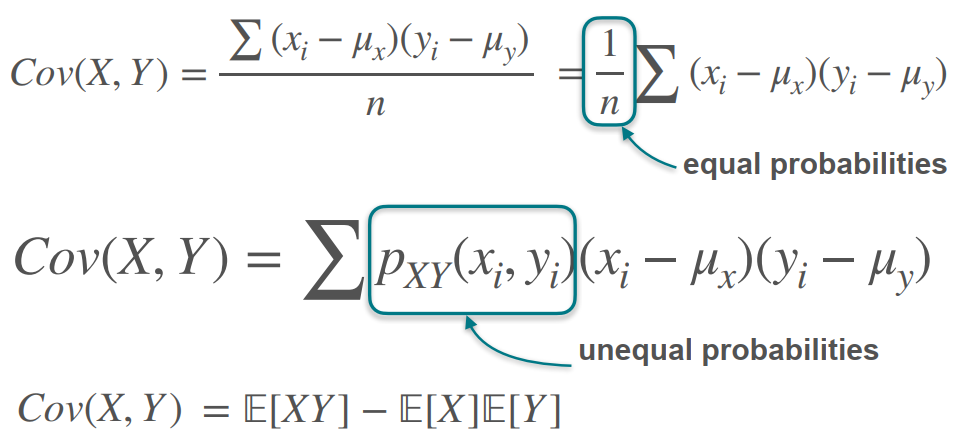 Cov(X, Y) = ∑(xᵢ − μₓ)(yᵢ − μᵧ) / n = 1/n ∑ (xᵢ − μₓ)(yᵢ − μᵧ)
equal probabilities
Cov(X, Y) = ∑ p_XY(xᵢ, yᵢ)(xᵢ − μₓ)(yᵢ − μᵧ)
unequal probabilities
Cov(X, Y) = 𝔼[XY] − 𝔼[X]𝔼[Y]